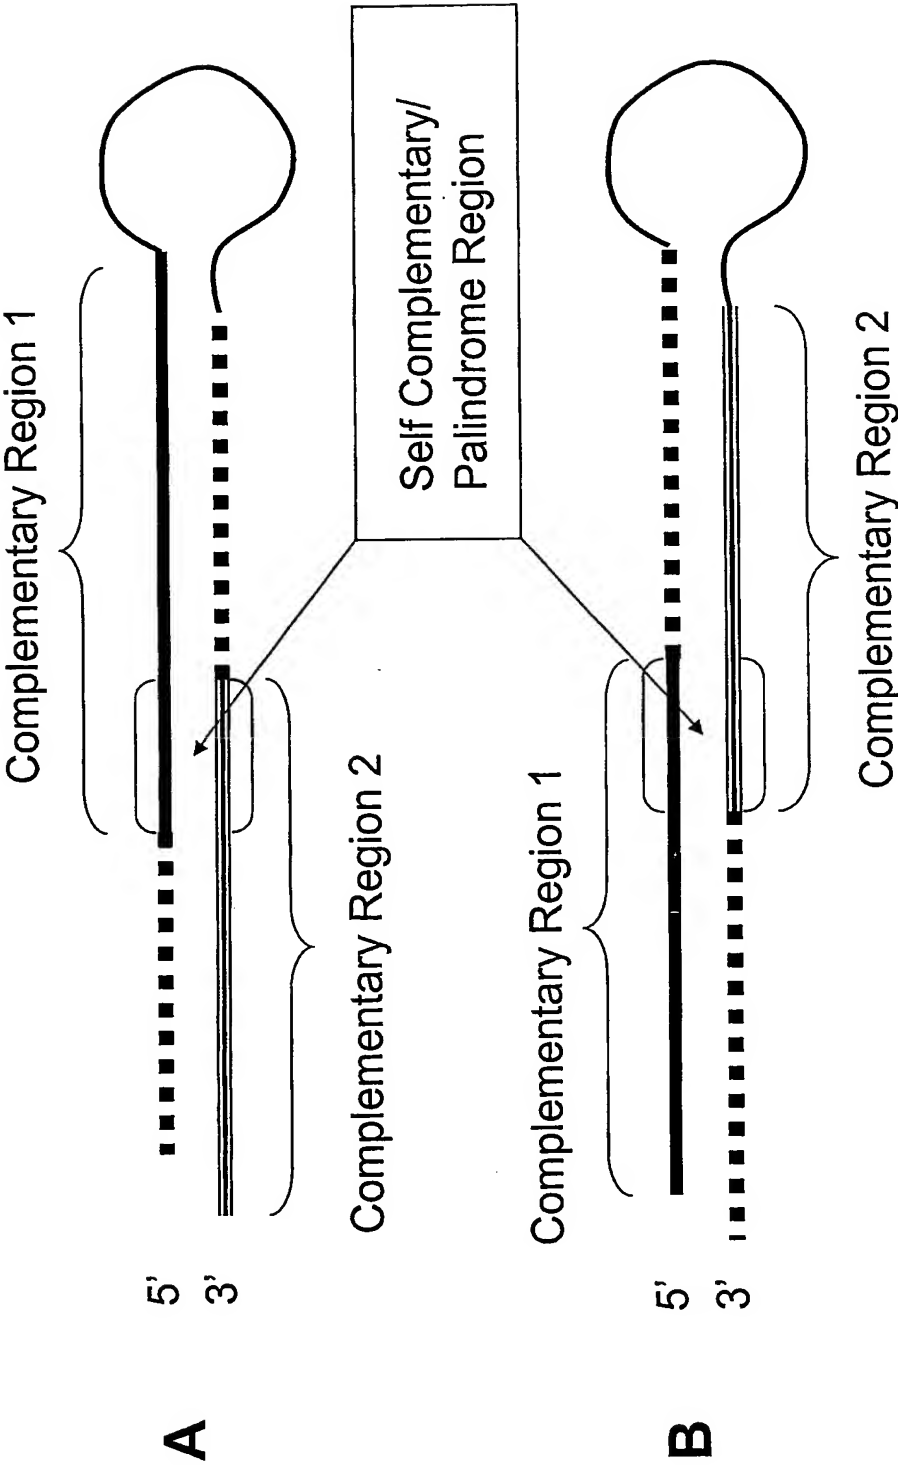 A
5'
3'
Complementary Region 1
Complementary Region 2
Self Complementary/
Palindrome Region
B
5'
3'
Complementary Region 1
Complementary Region 2